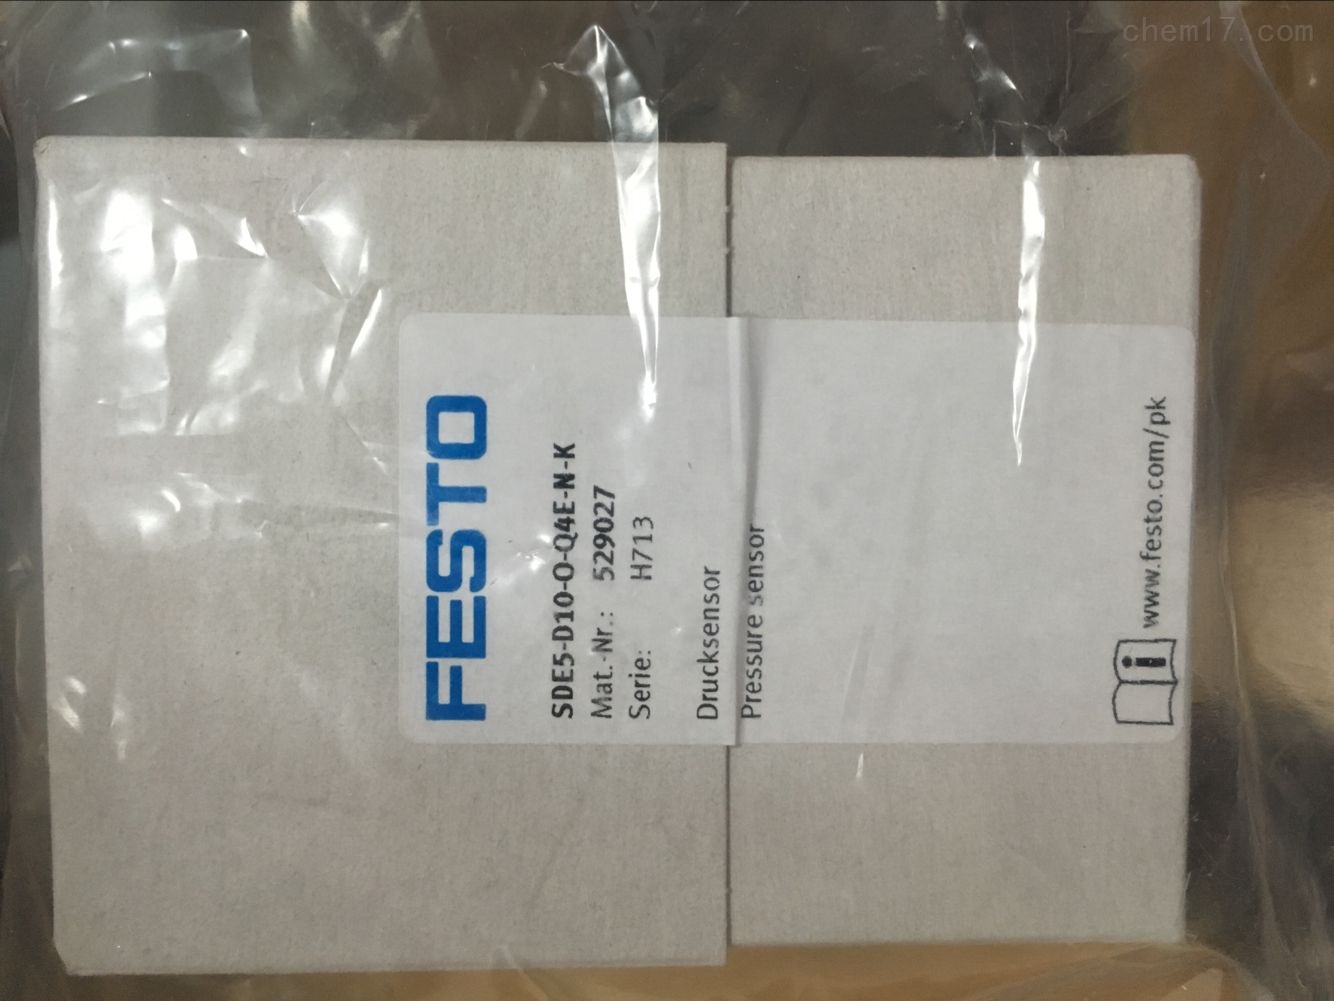 chem17.com
FESTO
SDE5-D10-O-Q4E-N-K
Mat.-Nr.: 529027
Serie: H713
Drucksensor
Pressure sensor
www.festo.com/pk